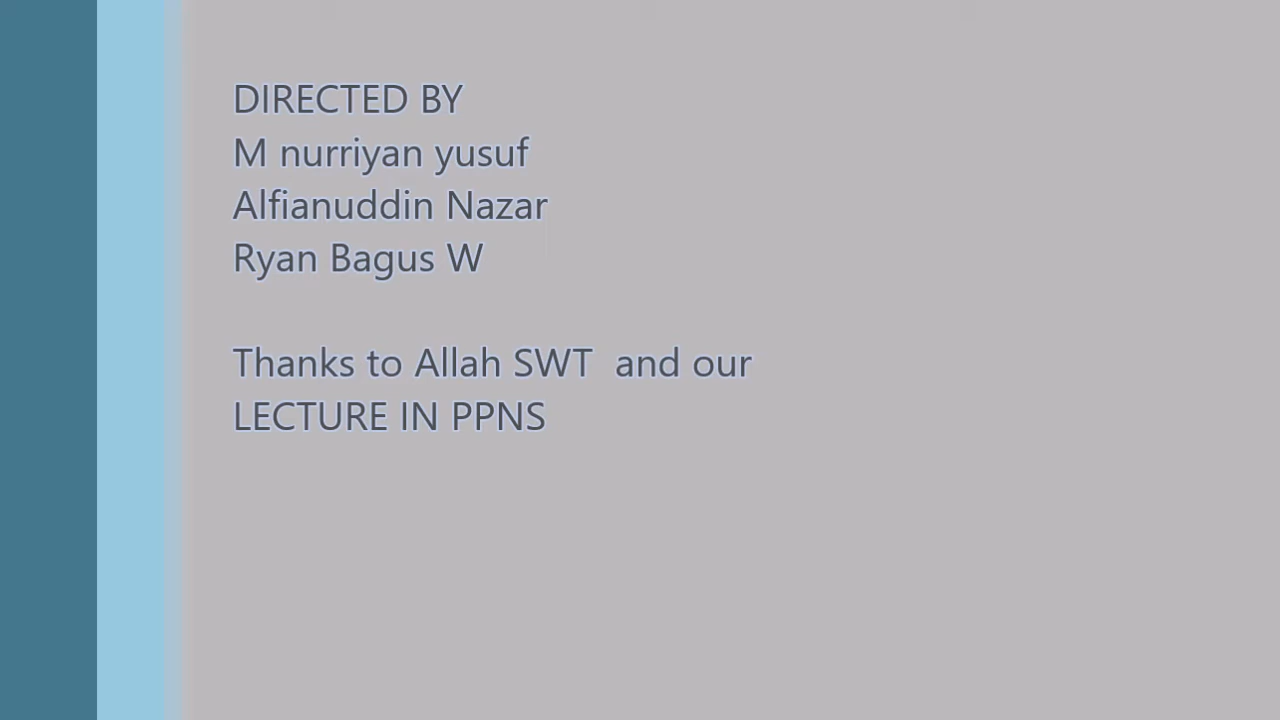 DIRECTED BY
M nurriyan yusuf
Alfianuddin Nazar
Ryan Bagus W
Thanks to Allah SWT  and our
LECTURE IN PPNS